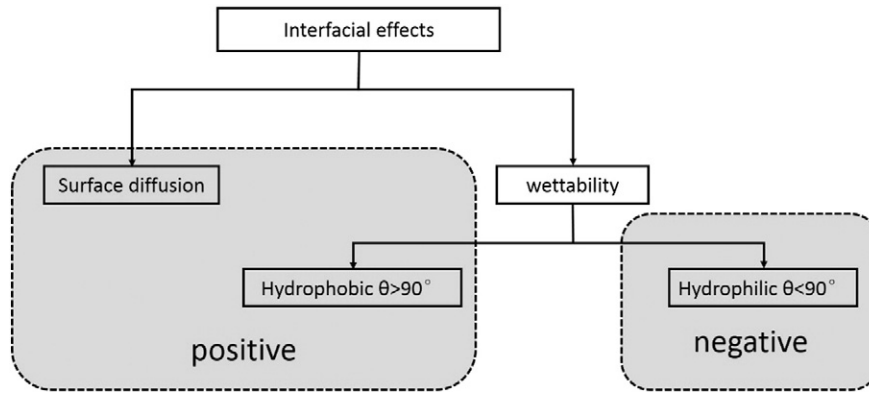 Interfacial effects
Surface diffusion
wettability
Hydrophobic θ>90°
Hydrophilic θ<90°
positive
negative